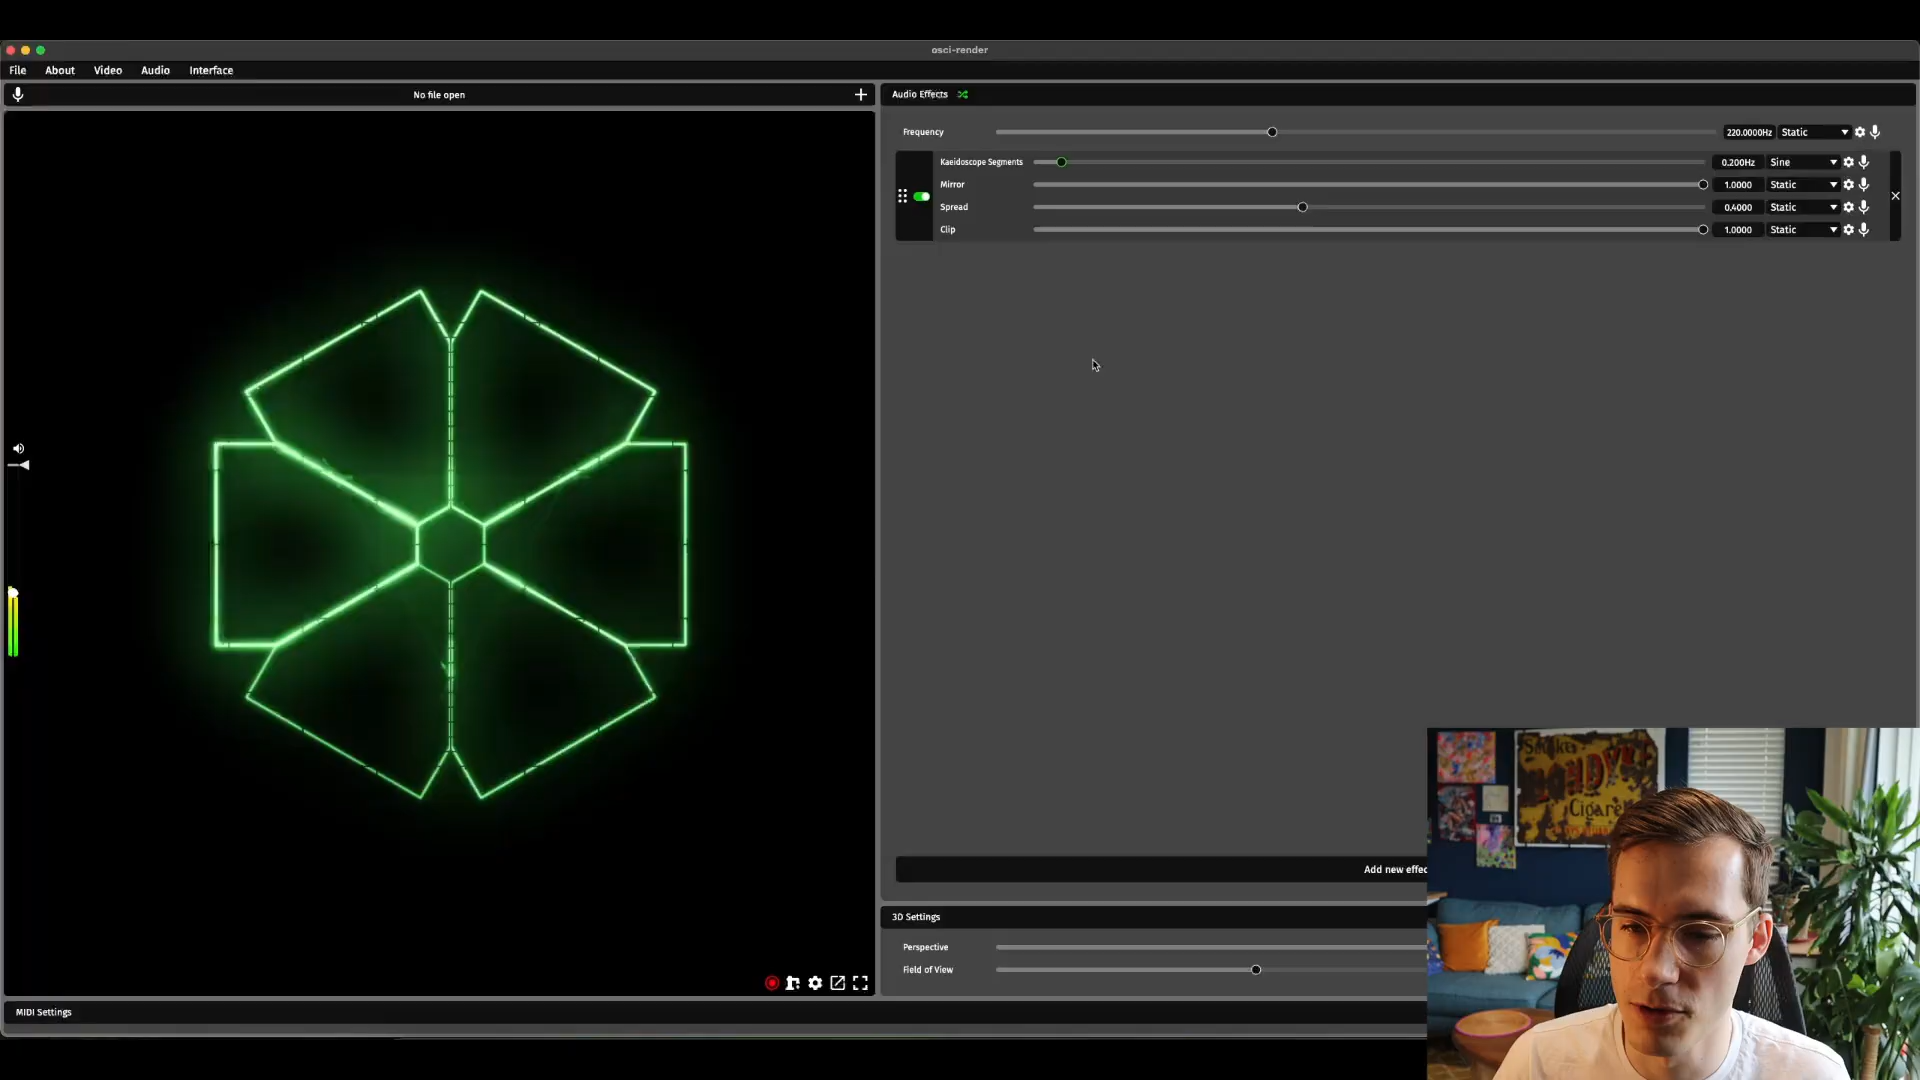 osci-render
File About Video Audio Interface
No file open
Audio Effects
Frequency 220.0000Hz Static
Kaeidoscope Segments 0.200Hz Sine
Mirror 1.0000 Static
Spread 0.4000 Static
Clip 1.0000 Static
Add new effec
3D Settings
Perspective
Field of View
MIDI Settings
Cigare